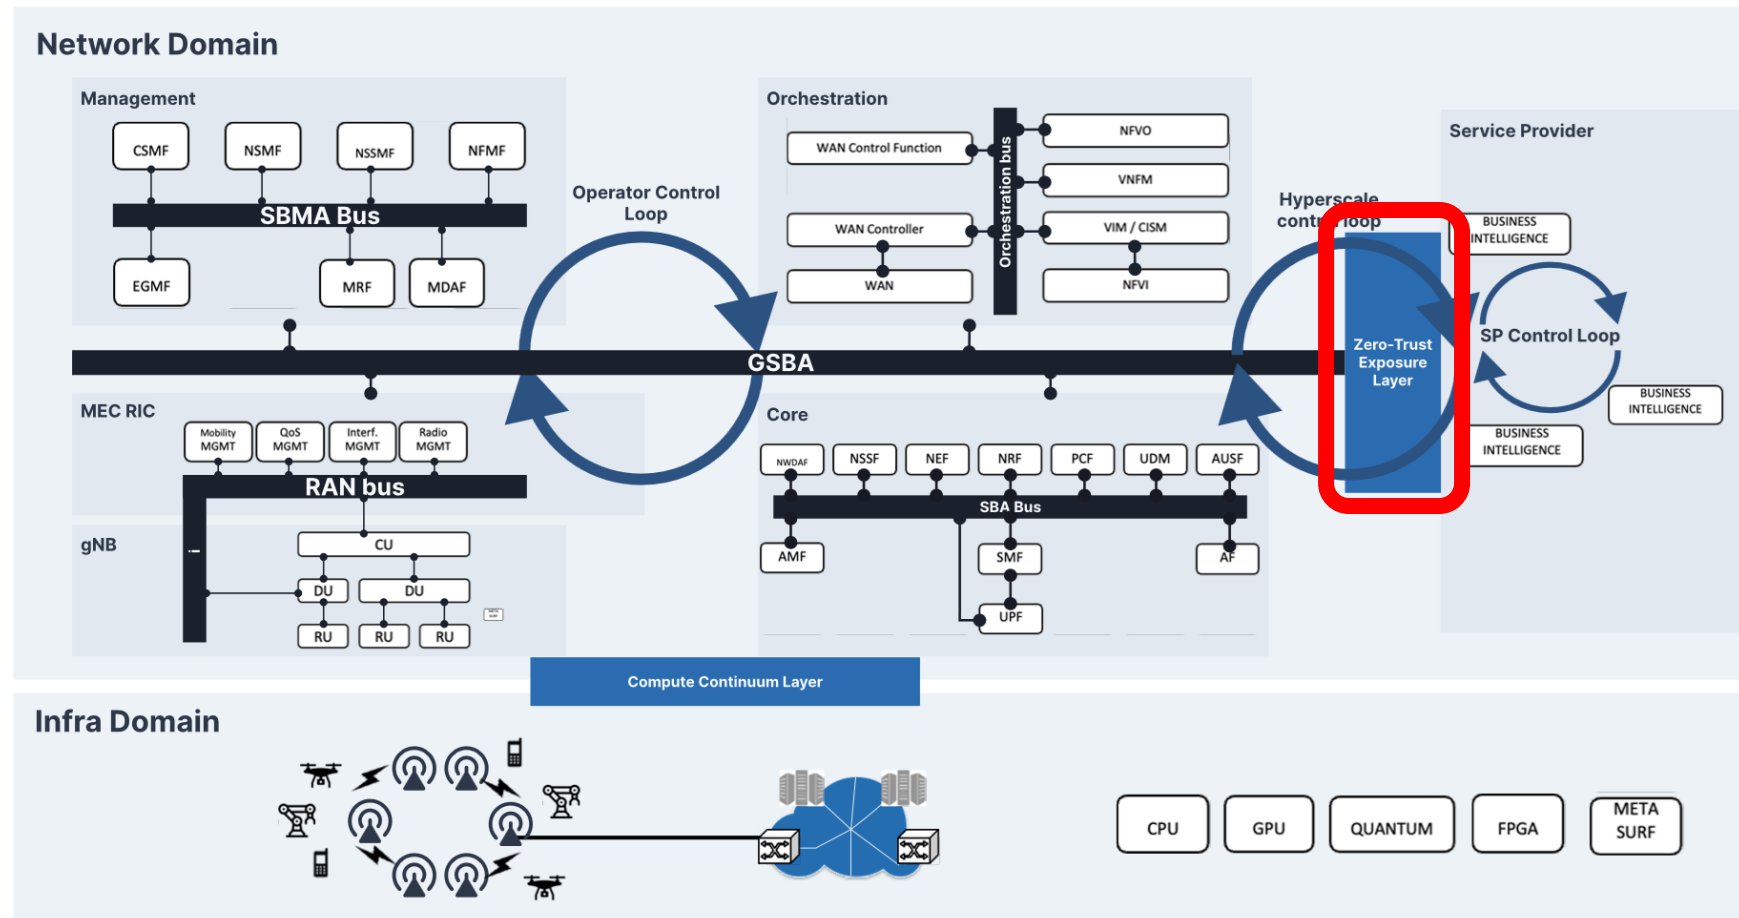 Network Domain
Management
CSMF
NSMF
NSSMF
NFMF
SBMA Bus
EGMF
MRF
MDAF
Operator Control
Loop
Orchestration
WAN Control Function
WAN Controller
WAN
Orchestration bus
NFVO
VNFM
VIM / CISM
NFVI
Hyperscale
control loop
Service Provider
BUSINESS
INTELLIGENCE
SP Control Loop
BUSINESS
INTELLIGENCE
BUSINESS
INTELLIGENCE
Zero-Trust
Exposure
Layer
GSBA
MEC RIC
Mobility
MGMT
QoS
MGMT
Interf.
MGMT
Radio
MGMT
RAN bus
gNB
CU
DU
DU
RU
RU
RU
META
SURF
Core
NWDAF
NSSF
NEF
NRF
PCF
UDM
AUSF
SBA Bus
AMF
SMF
AF
UPF
Compute Continuum Layer
Infra Domain
CPU
GPU
QUANTUM
FPGA
META
SURF